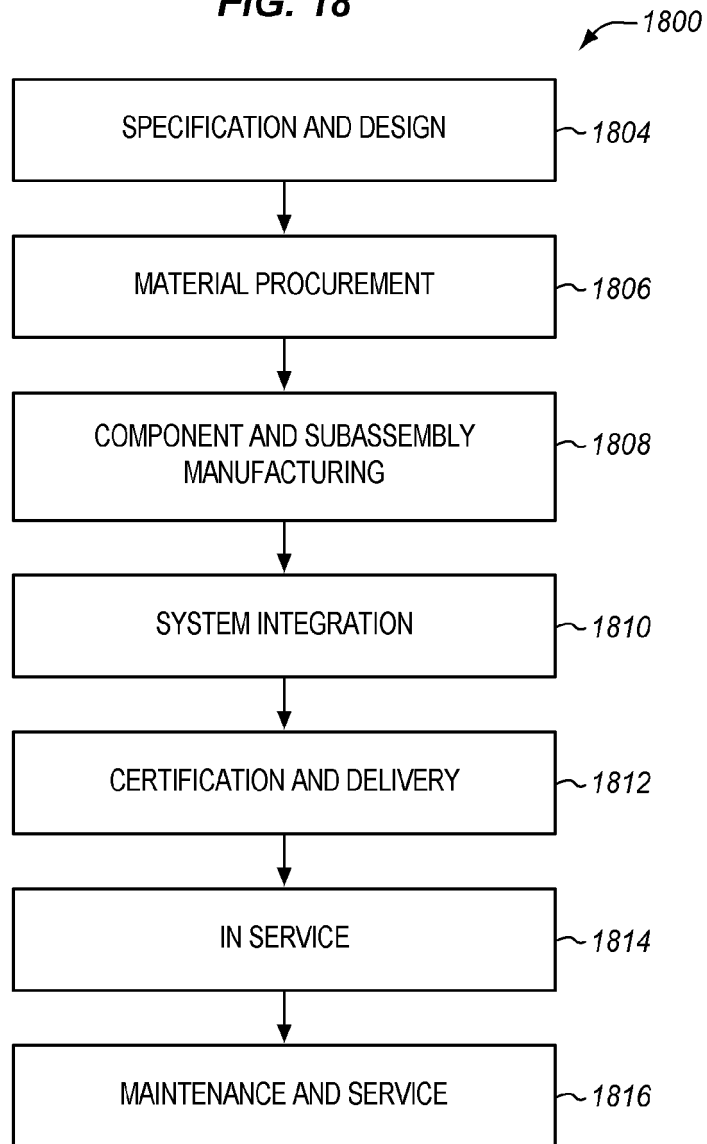 FIG. 18
1800
SPECIFICATION AND DESIGN
1804
MATERIAL PROCUREMENT
1806
COMPONENT AND SUBASSEMBLY
MANUFACTURING
1808
SYSTEM INTEGRATION
1810
CERTIFICATION AND DELIVERY
1812
IN SERVICE
1814
MAINTENANCE AND SERVICE
1816